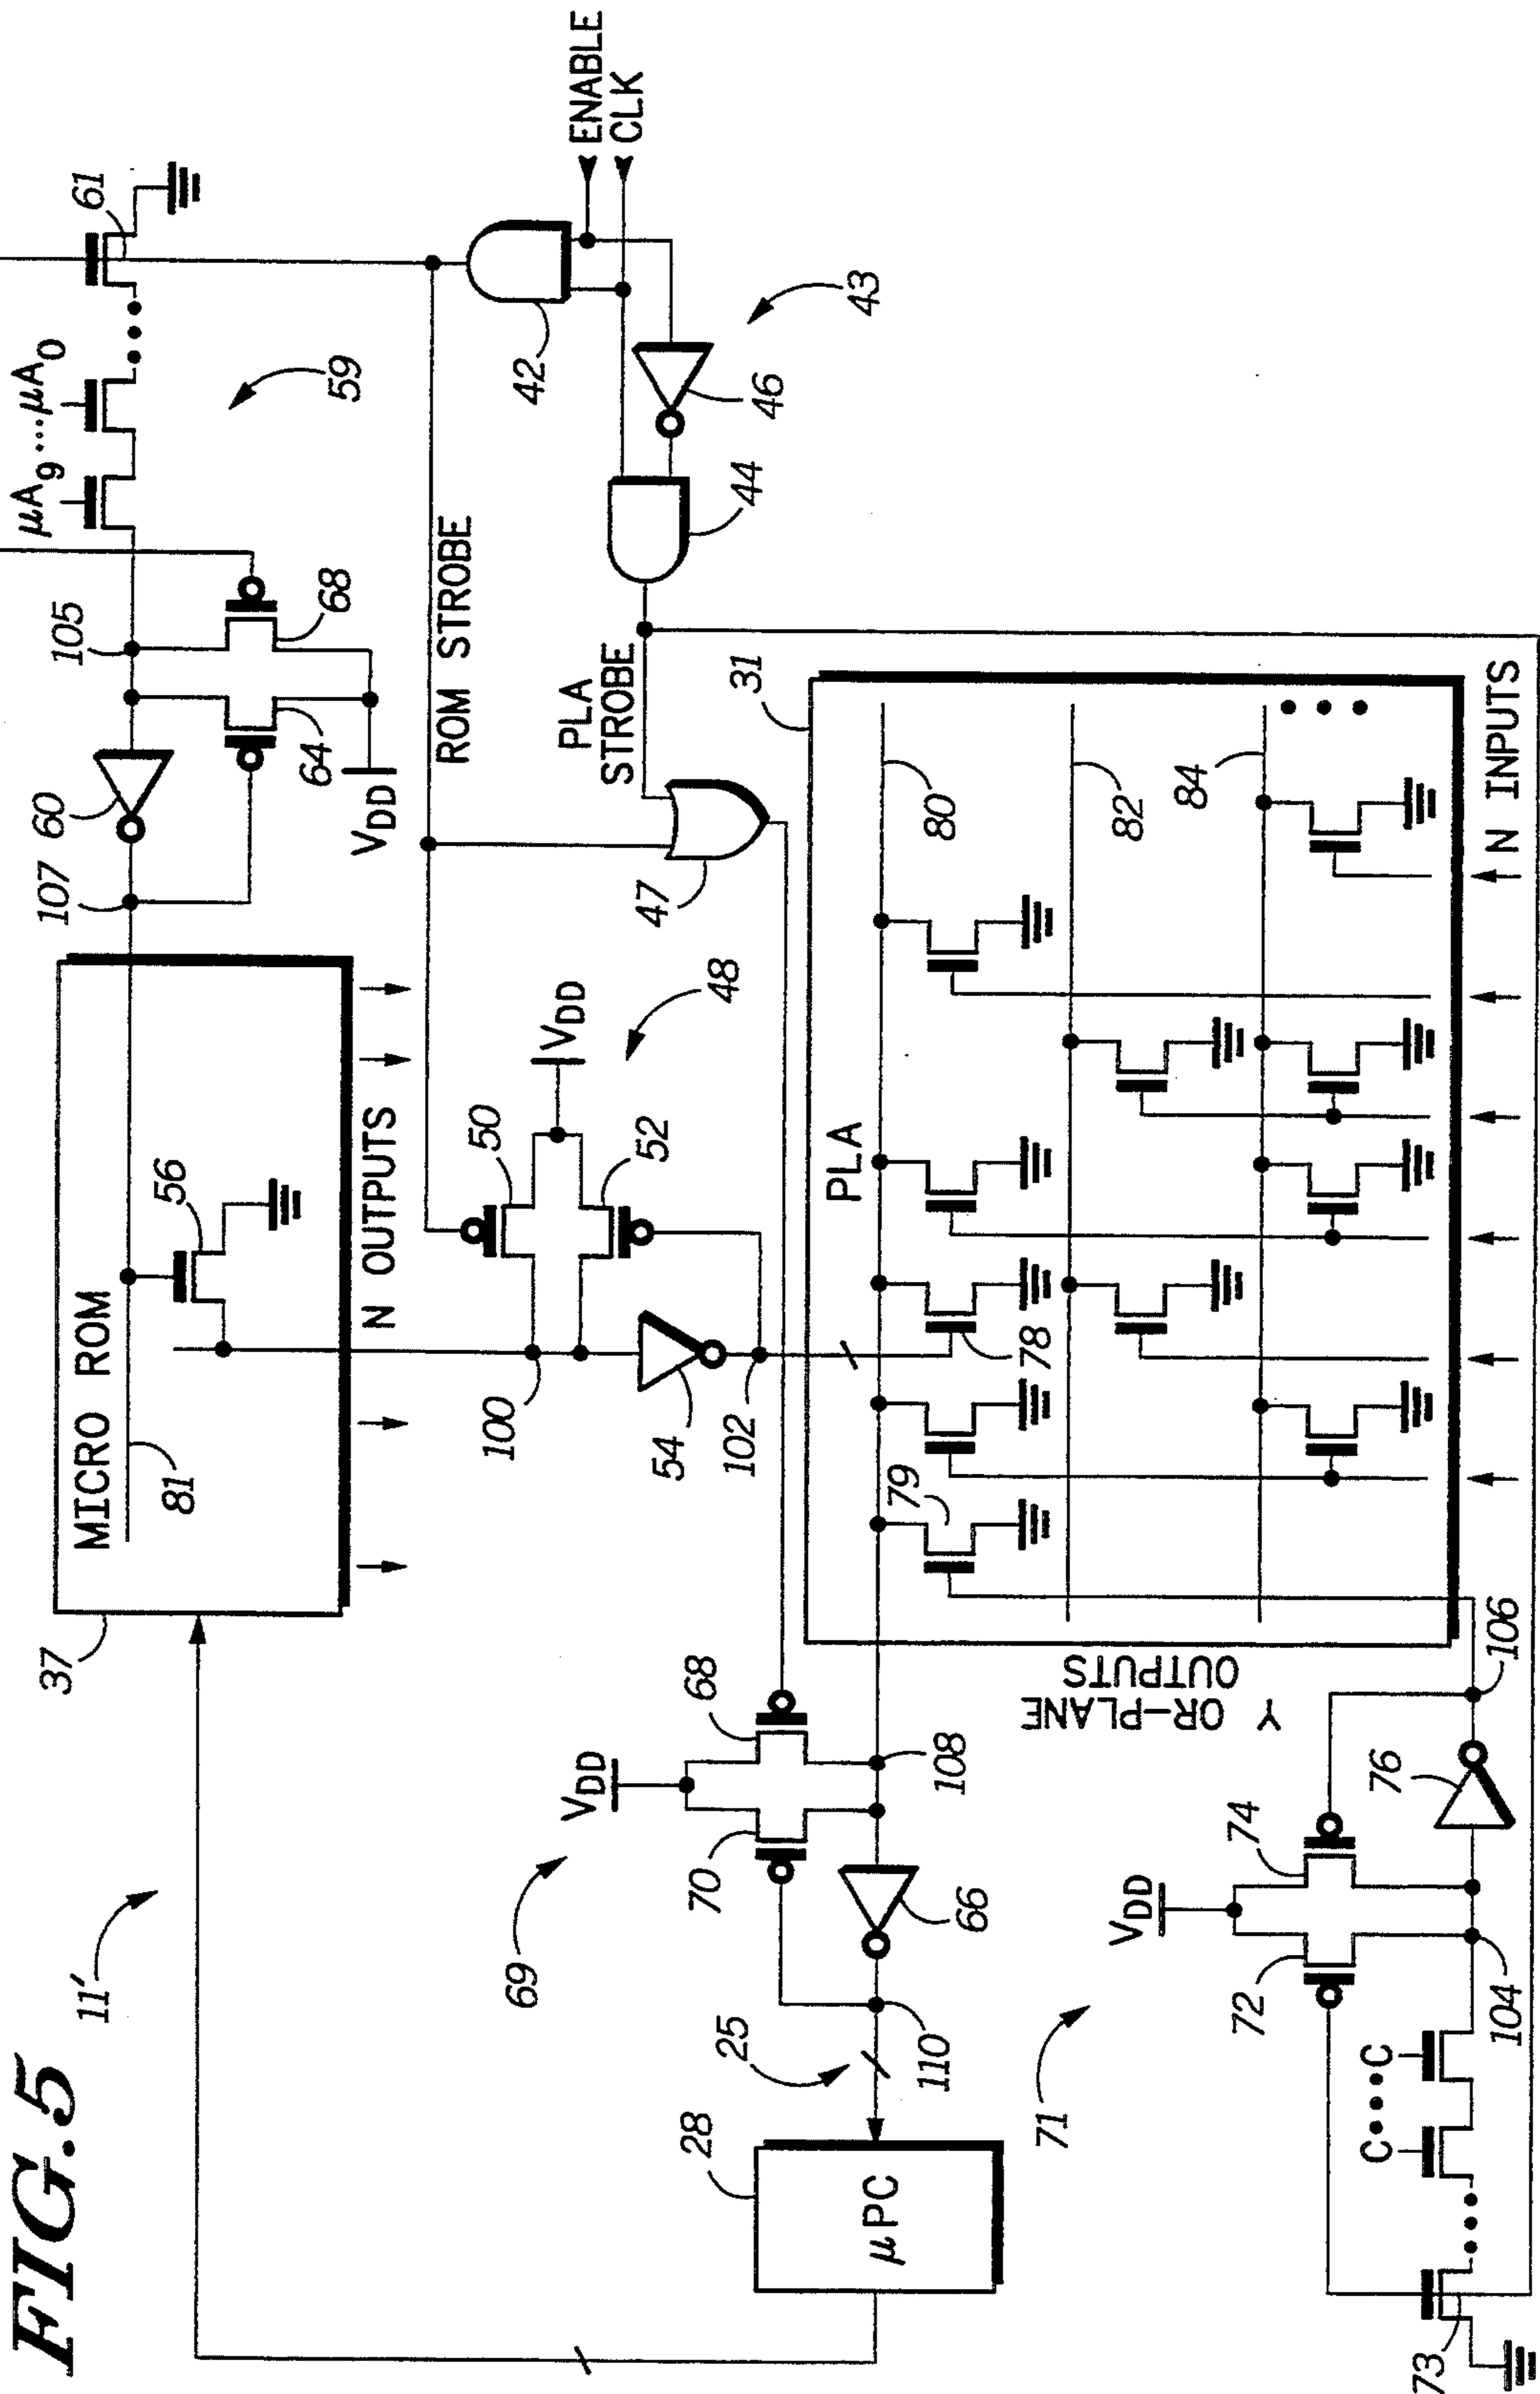 FIG.5
11'
37
MICRO ROM
81
56
N OUTPUTS
107
60
105
64
68
VDD
μA9...μA0
59
61
ROM STROBE
42
ENABLE
CLK
43
46
44
PLA
STROBE
47
48
50
52
VDD
100
54
102
31
PLA
80
82
84
78
79
N INPUTS
Y OR-PLANE
OUTPUTS
VDD
68
70
69
108
66
110
25
28
μPC
71
VDD
72
74
76
106
104
C...C
73